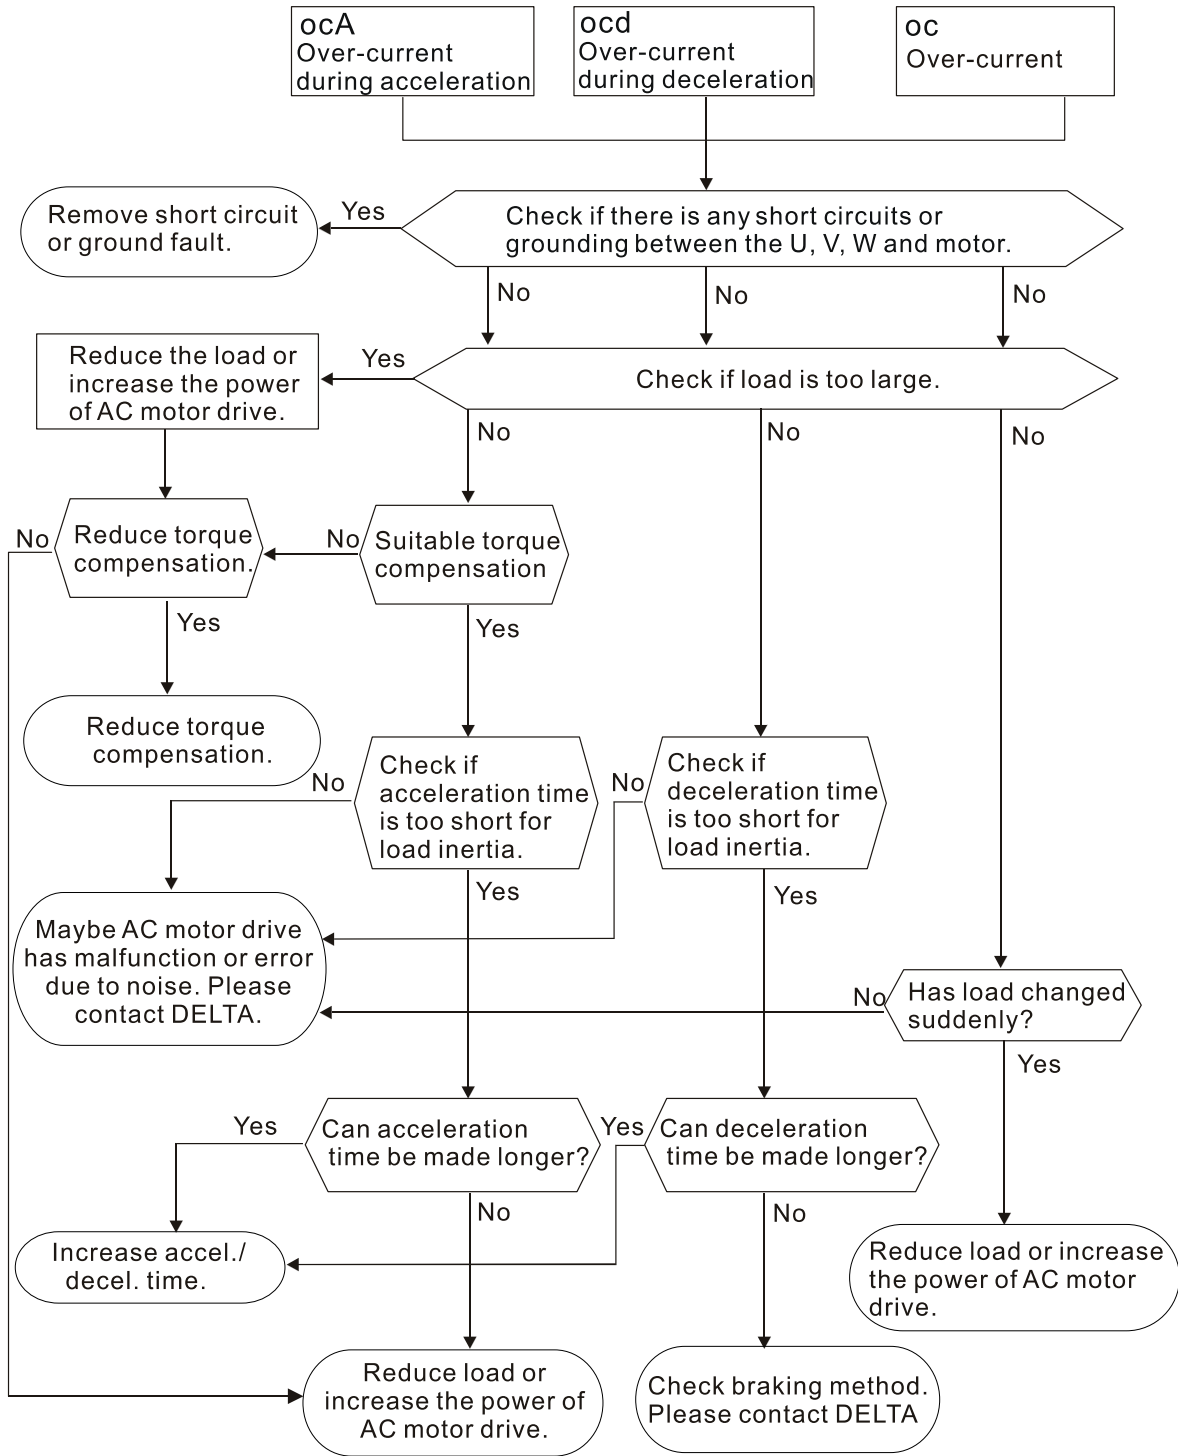 ocA
Over-current
during acceleration
ocd
Over-current
during deceleration
oc
Over-current
Remove short circuit
or ground fault.
Yes
Check if there is any short circuits or
grounding between the U, V, W and motor.
No
No
No
Reduce the load or
increase the power
of AC motor drive.
Yes
Check if load is too large.
No
No
No
No
Reduce torque
compensation.
No
Suitable torque
compensation
Yes
Yes
Reduce torque
compensation.
No
Check if
acceleration time
is too short for
load inertia.
No
Check if
deceleration time
is too short for
load inertia.
Yes
Yes
Maybe AC motor drive
has malfunction or error
due to noise. Please
contact DELTA.
No
Has load changed
suddenly?
Yes
Yes
Can acceleration
time be made longer?
Yes
Can deceleration
time be made longer?
No
No
Increase accel./
decel. time.
Reduce load or increase
the power of AC motor
drive.
Reduce load or
increase the power of
AC motor drive.
Check braking method.
Please contact DELTA